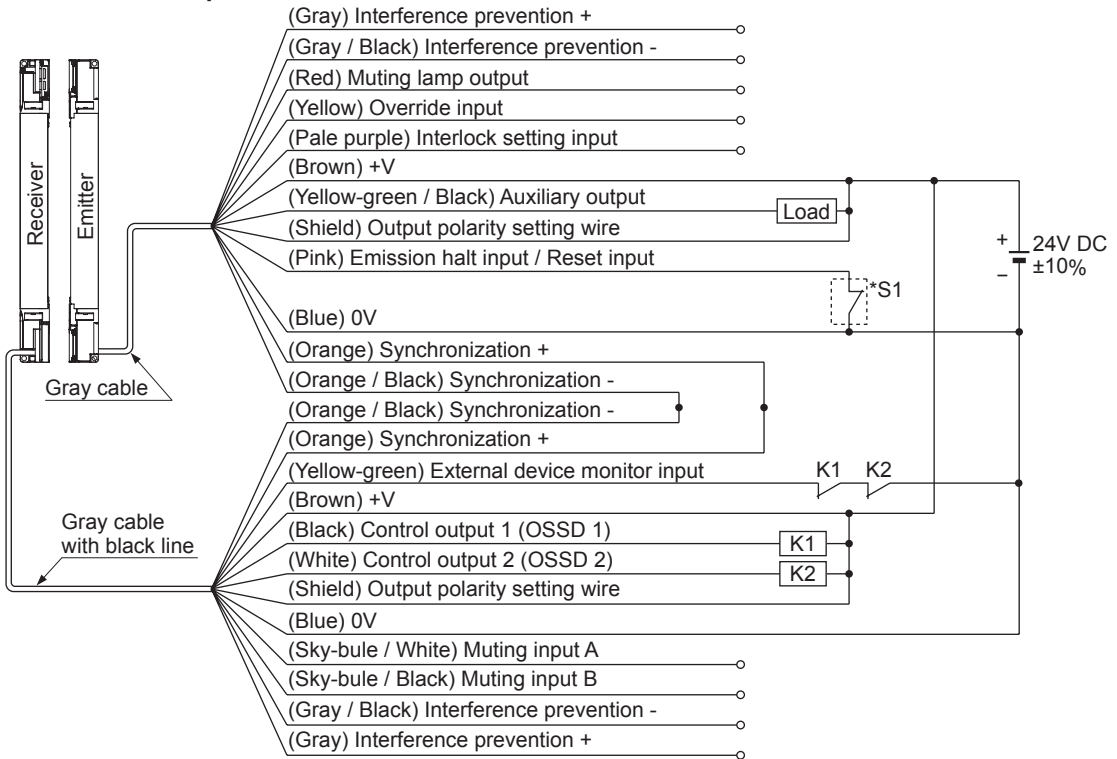 (Gray) Interference prevention +
(Gray / Black) Interference prevention -
(Red) Muting lamp output
(Yellow) Override input
(Pale purple) Interlock setting input
(Brown) +V
(Yellow-green / Black) Auxiliary output
Load
(Shield) Output polarity setting wire
(Pink) Emission halt input / Reset input
Receiver
Emitter
+
−
24V DC
±10%
*S1
(Blue) 0V
(Orange) Synchronization +
(Orange / Black) Synchronization -
Gray cable
(Orange / Black) Synchronization -
(Orange) Synchronization +
(Yellow-green) External device monitor input
K1 K2
(Brown) +V
Gray cable
with black line
(Black) Control output 1 (OSSD 1)
K1
(White) Control output 2 (OSSD 2)
K2
(Shield) Output polarity setting wire
(Blue) 0V
(Sky-bule / White) Muting input A
(Sky-bule / Black) Muting input B
(Gray / Black) Interference prevention -
(Gray) Interference prevention +